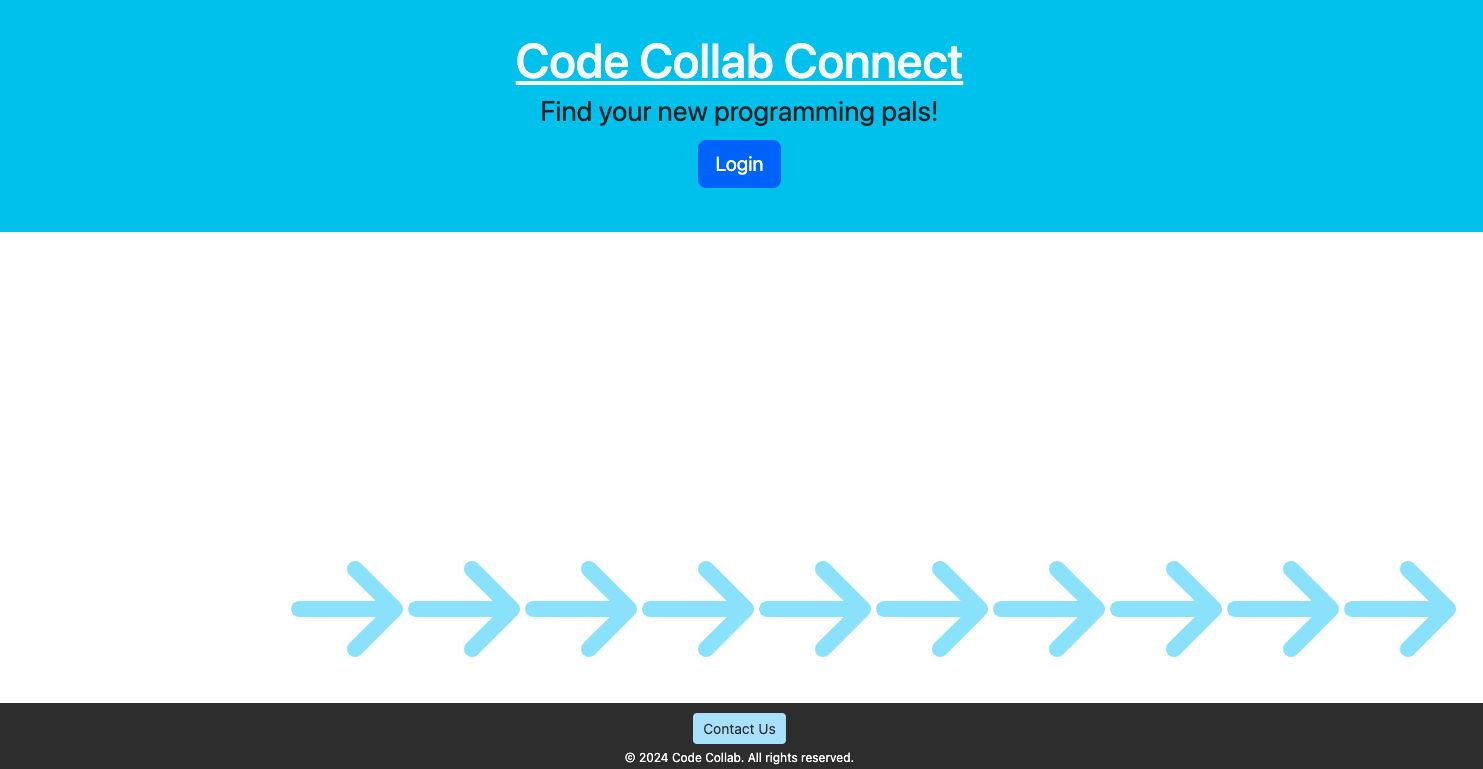 Code Collab Connect
Find your new programming pals!
Login
Contact Us
© 2024 Code Collab. All rights reserved.